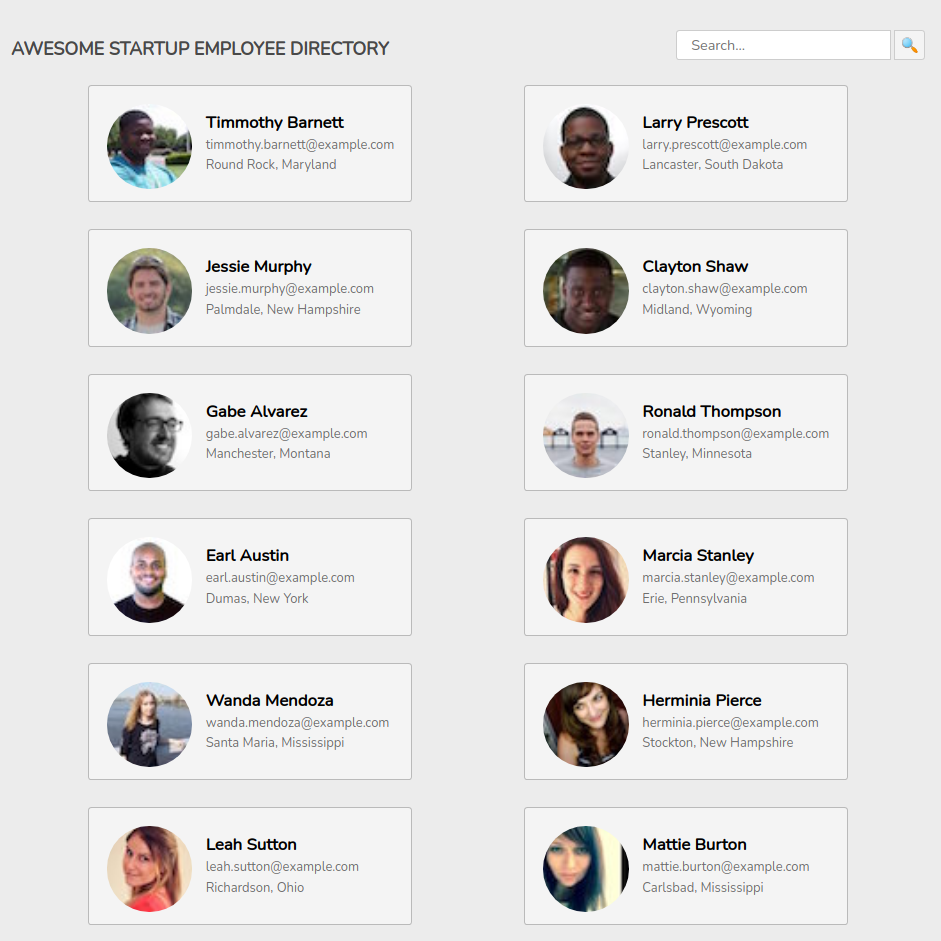 AWESOME STARTUP EMPLOYEE DIRECTORY
Search...
Timmothy Barnett
timmothy.barnett@example.com
Round Rock, Maryland
Larry Prescott
larry.prescott@example.com
Lancaster, South Dakota
Jessie Murphy
jessie.murphy@example.com
Palmdale, New Hampshire
Clayton Shaw
clayton.shaw@example.com
Midland, Wyoming
Gabe Alvarez
gabe.alvarez@example.com
Manchester, Montana
Ronald Thompson
ronald.thompson@example.com
Stanley, Minnesota
Earl Austin
earl.austin@example.com
Dumas, New York
Marcia Stanley
marcia.stanley@example.com
Erie, Pennsylvania
Wanda Mendoza
wanda.mendoza@example.com
Santa Maria, Mississippi
Herminia Pierce
herminia.pierce@example.com
Stockton, New Hampshire
Leah Sutton
leah.sutton@example.com
Richardson, Ohio
Mattie Burton
mattie.burton@example.com
Carlsbad, Mississippi